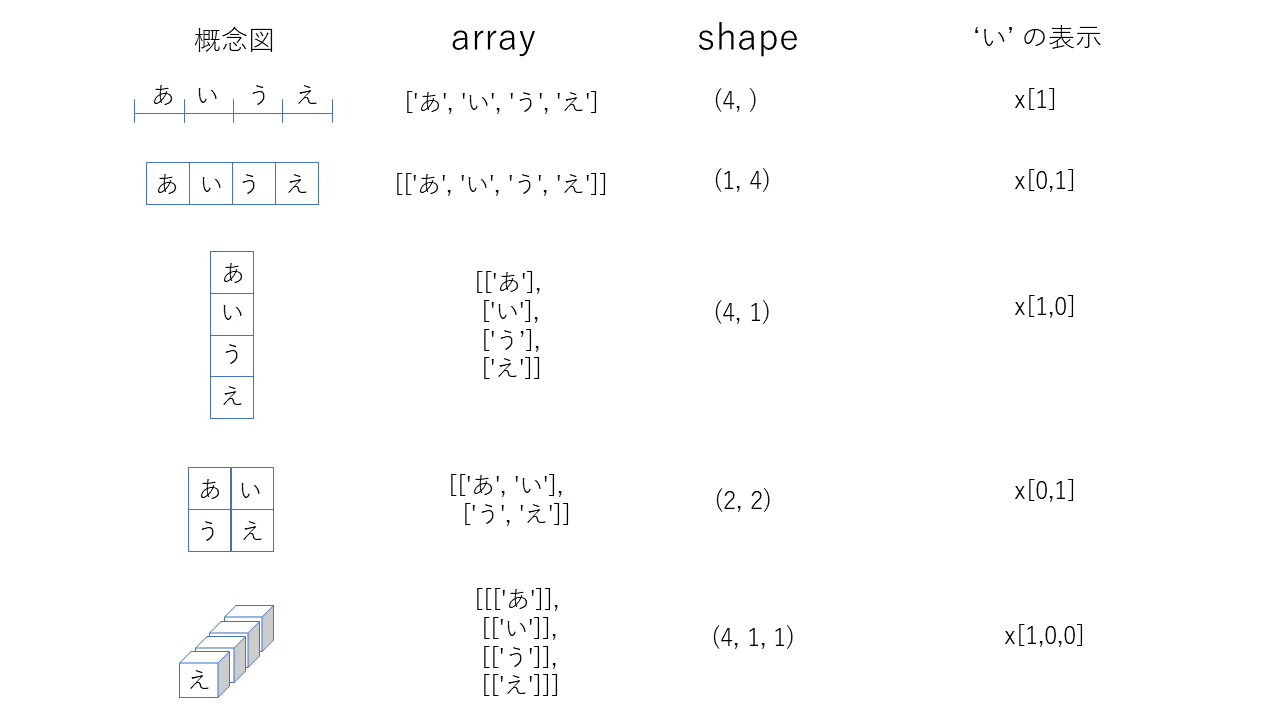 概念図 array shape ‘い’ の表示
あ い う え ['あ', 'い', 'う', 'え'] (4, ) x[1]
あ い う え [['あ', 'い', 'う', 'え']] (1, 4) x[0,1]
あ
い
う
え
[['あ'],
['い'],
['う’],
['え']]
(4, 1)
x[1,0]
あ い
う え
[['あ', 'い'],
['う', 'え']]
(2, 2)
x[0,1]
え
[[['あ']],
[['い']],
[['う']],
[['え']]]
(4, 1, 1)
x[1,0,0]